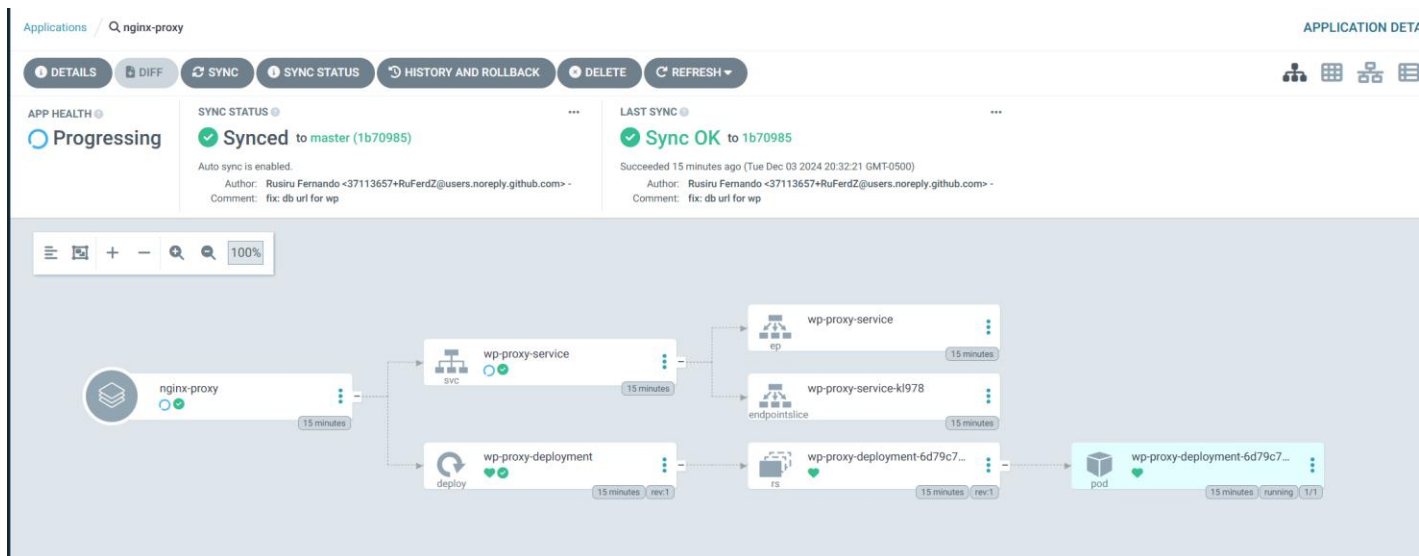 Applications / nginx-proxy
APPLICATION DETA
DETAILS
DIFF
SYNC
SYNC STATUS
HISTORY AND ROLLBACK
DELETE
REFRESH
APP HEALTH
Progressing
SYNC STATUS
Synced to master (1b70985)
Auto sync is enabled.
Author: Rusiru Fernando <37113657+RuFerdZ@users.noreply.github.com> -
Comment: fix: db url for wp
LAST SYNC
Sync OK to 1b70985
Succeeded 15 minutes ago (Tue Dec 03 2024 20:32:21 GMT-0500)
Author: Rusiru Fernando <37113657+RuFerdZ@users.noreply.github.com> -
Comment: fix: db url for wp
100%
nginx-proxy
15 minutes
wp-proxy-service
svc
15 minutes
wp-proxy-service
ep
15 minutes
wp-proxy-service-kl978
endpointslice
15 minutes
wp-proxy-deployment
deploy
15 minutes rev:1
wp-proxy-deployment-6d79c7...
rs
15 minutes rev:1
wp-proxy-deployment-6d79c7...
pod
15 minutes running 1/1